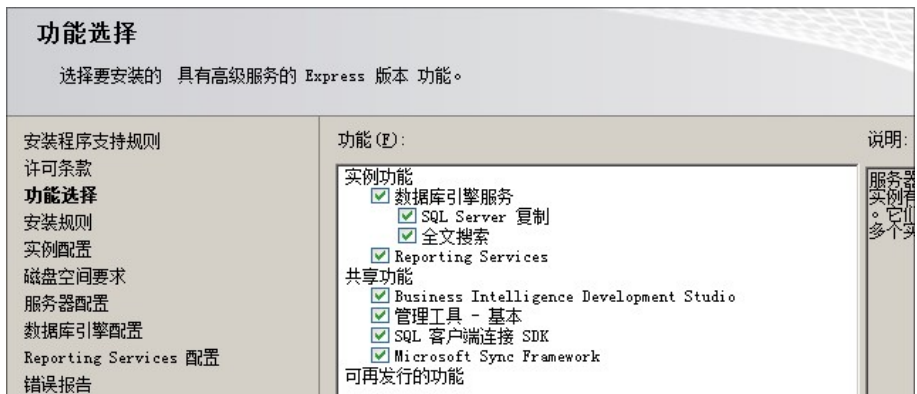 功能选择
选择要安装的 具有高级服务的 Express 版本 功能。
安装程序支持规则
许可条款
功能选择
安装规则
实例配置
磁盘空间要求
服务器配置
数据库引擎配置
Reporting Services 配置
错误报告
功能(F):
实例功能
数据库引擎服务
SQL Server 复制
全文搜索
Reporting Services
共享功能
Business Intelligence Development Studio
管理工具 - 基本
SQL 客户端连接 SDK
Microsoft Sync Framework
可再发行的功能
说明:
服务器
实例有
。它们
多个实